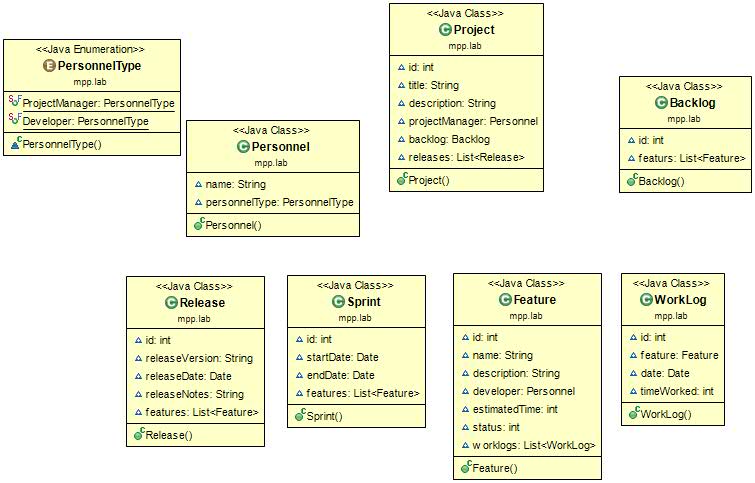 <<Java Enumeration>>
E PersonnelType
mpp.lab
SF ProjectManager: PersonnelType
SF Developer: PersonnelType
C PersonnelType()
<<Java Class>>
C Personnel
mpp.lab
name: String
personnelType: PersonnelType
C Personnel()
<<Java Class>>
C Project
mpp.lab
id: int
title: String
description: String
projectManager: Personnel
backlog: Backlog
releases: List<Release>
C Project()
<<Java Class>>
C Backlog
mpp.lab
id: int
featurs: List<Feature>
C Backlog()
<<Java Class>>
C Release
mpp.lab
id: int
releaseVersion: String
releaseDate: Date
releaseNotes: String
features: List<Feature>
C Release()
<<Java Class>>
C Sprint
mpp.lab
id: int
startDate: Date
endDate: Date
features: List<Feature>
C Sprint()
<<Java Class>>
C Feature
mpp.lab
id: int
name: String
description: String
developer: Personnel
estimatedTime: int
status: int
worklogs: List<WorkLog>
C Feature()
<<Java Class>>
C WorkLog
mpp.lab
id: int
feature: Feature
date: Date
timeWorked: int
C WorkLog()